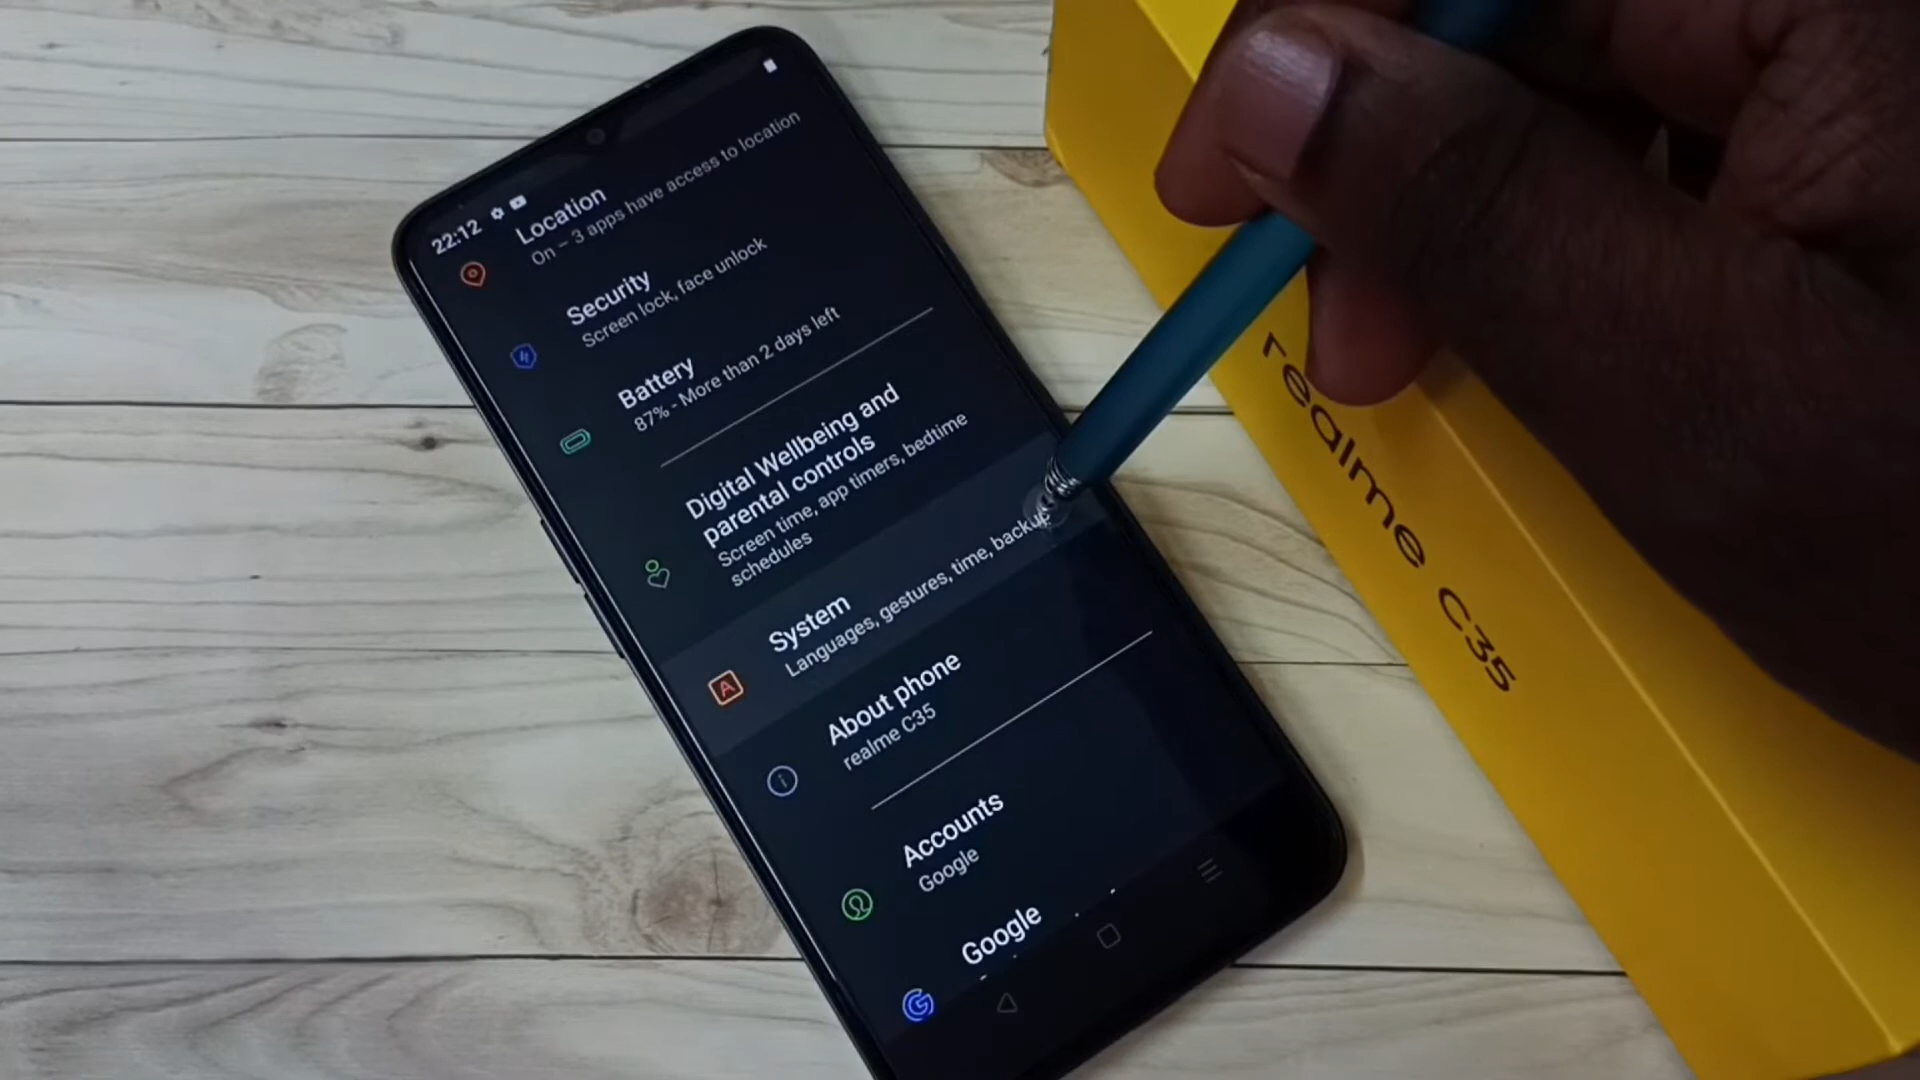 22:12
Location
On – 3 apps have access to location
Security
Screen lock, face unlock
Battery
87% - More than 2 days left
Digital Wellbeing and
parental controls
Screen time, app timers, bedtime
schedules
System
Languages, gestures, time, backup
About phone
realme C35
Accounts
Google
Google
realme C35